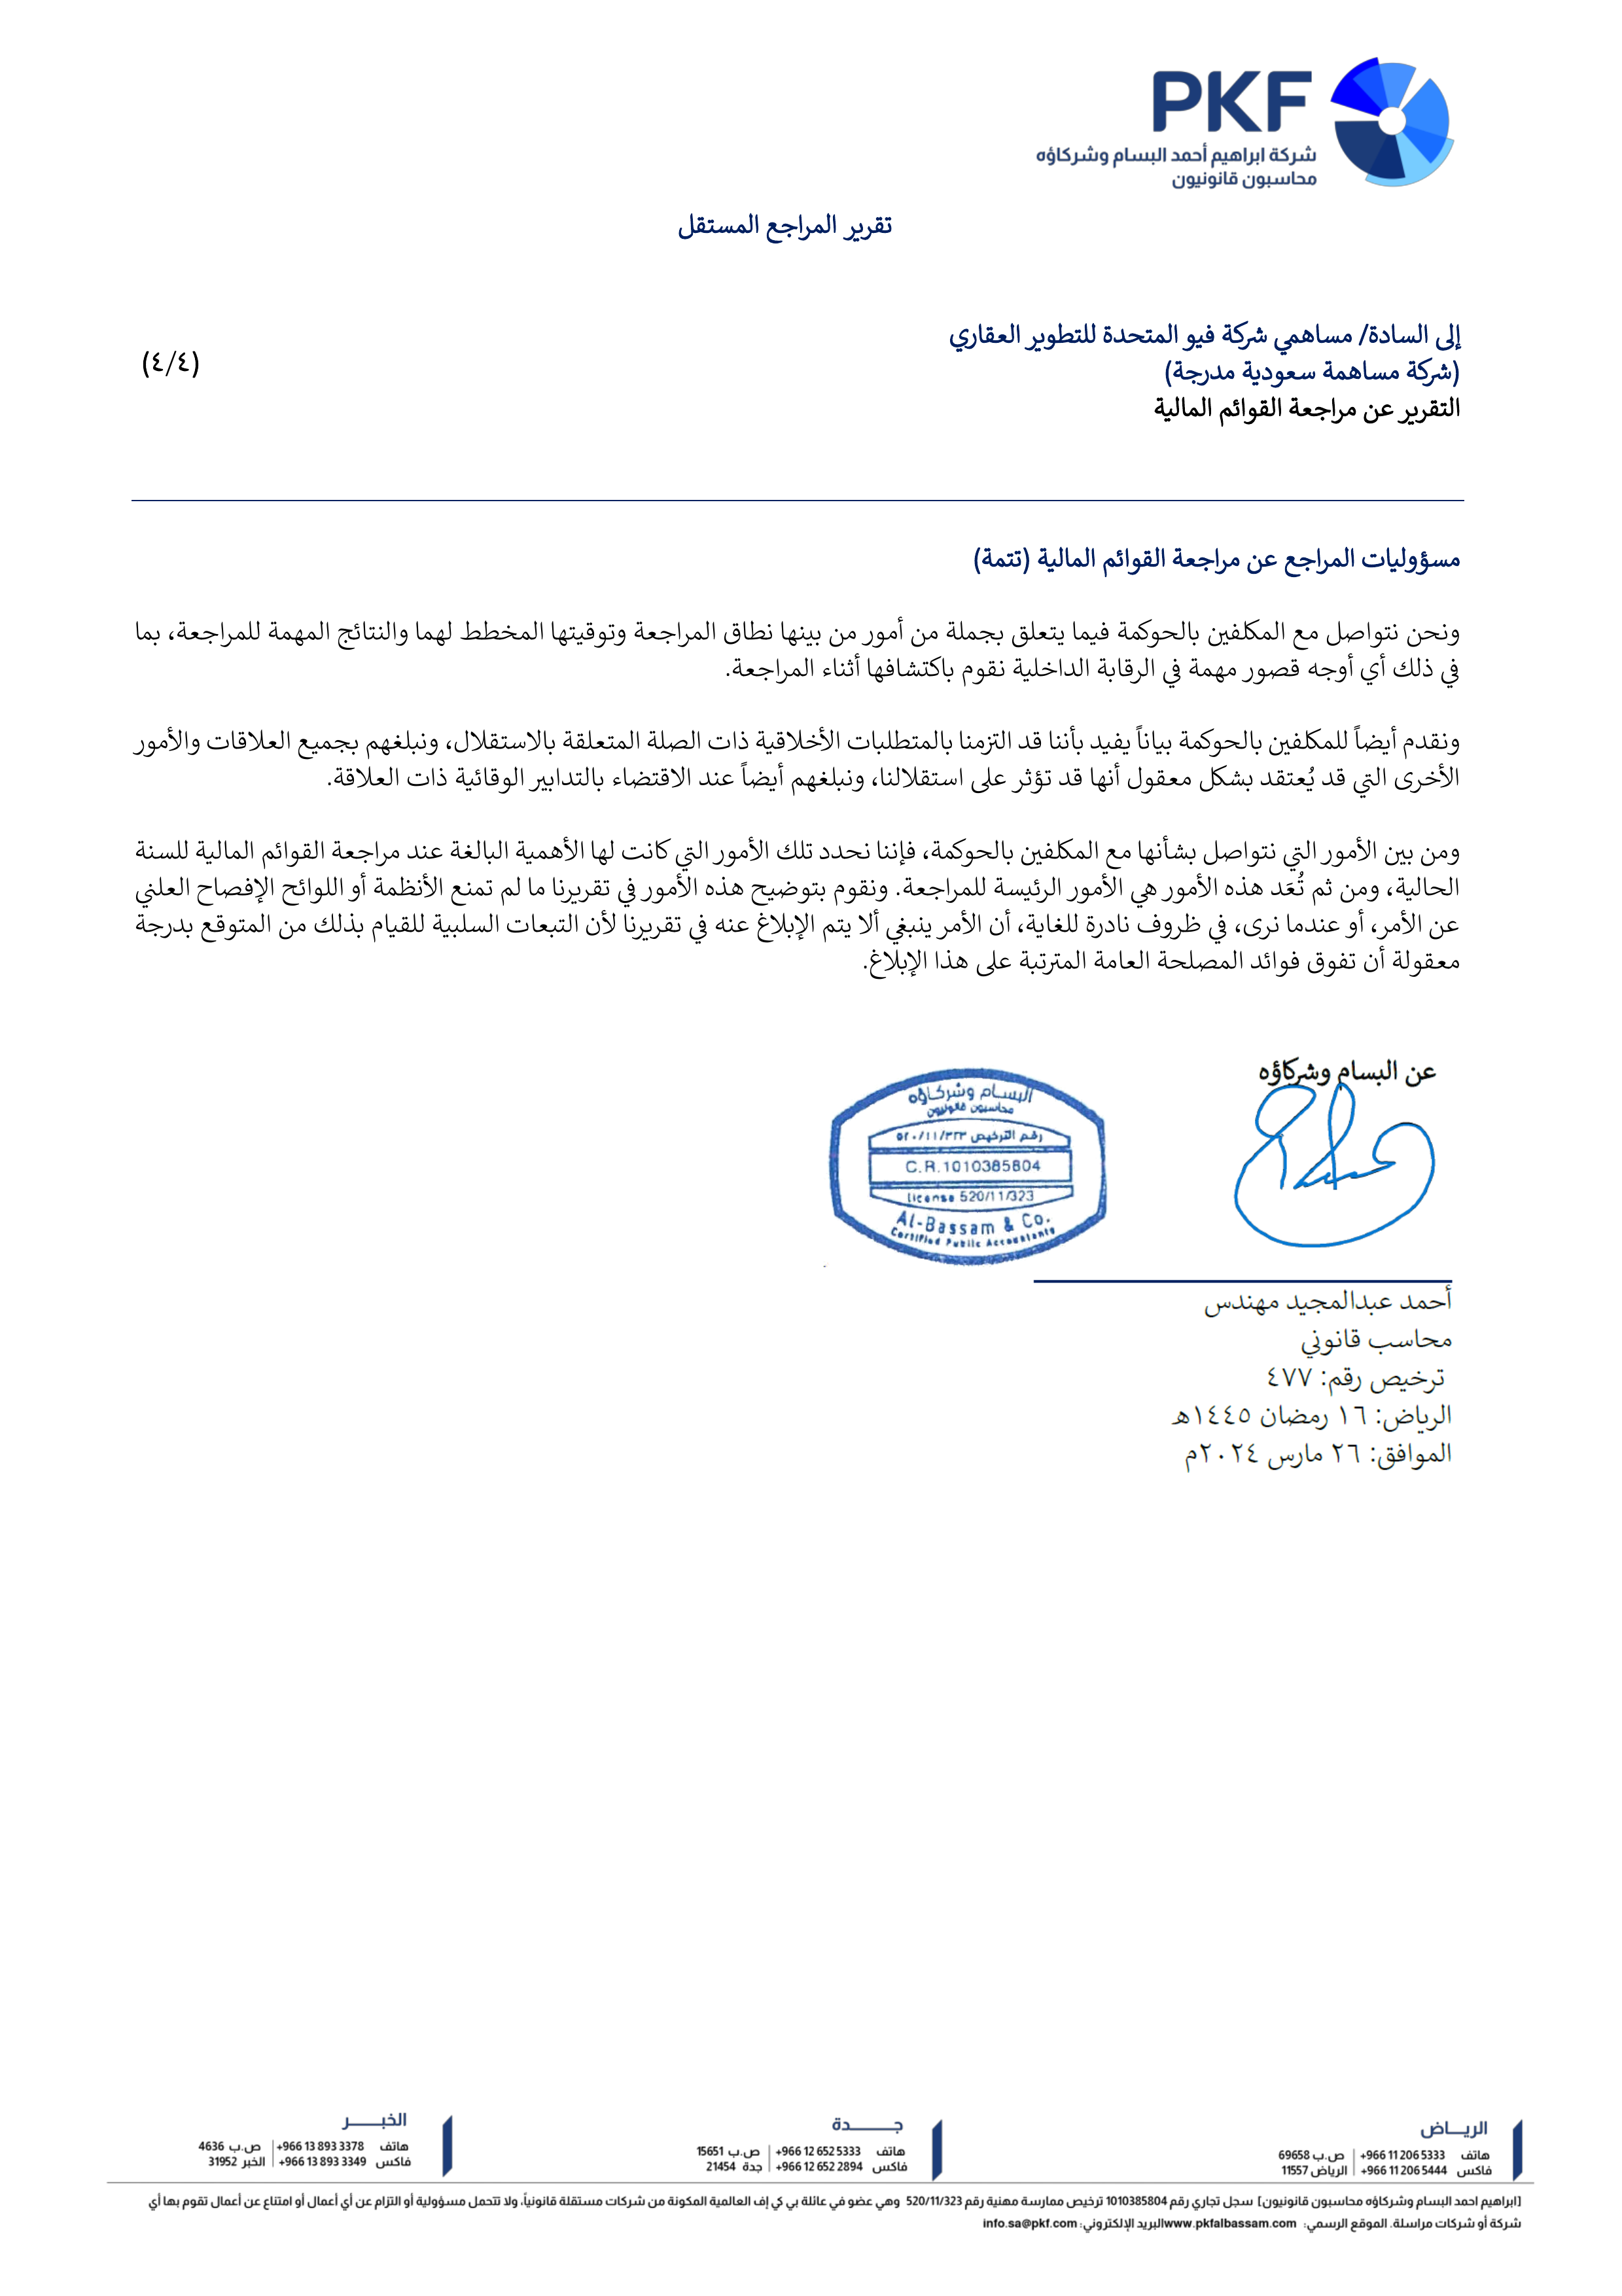 PKF
شركة ابراهيم أحمد البسام وشركاؤه
محاسبون قانونيون
تقرير المراجع المستقل
إلى السادة/ مساهمي شركة فيو المتحدة للتطوير العقاري
(شركة مساهمة سعودية مدرجة)
(٤/٤)
التقرير عن مراجعة القوائم المالية
مسؤوليات المراجع عن مراجعة القوائم المالية (تتمة)
ونحن نتواصل مع المكلفين بالحوكمة فيما يتعلق بجملة من أمور من بينها نطاق المراجعة وتوقيتها المخطط لهما والنتائج المهمة للمراجعة، بما
في ذلك أي أوجه قصور مهمة في الرقابة الداخلية نقوم باكتشافها أثناء المراجعة.
ونقدم أيضاً للمكلفين بالحوكمة بياناً يفيد بأننا قد التزمنا بالمتطلبات الأخلاقية ذات الصلة المتعلقة بالاستقلال، ونبلغهم بجميع العلاقات والأمور
الأخرى التي قد يُعتقد بشكل معقول أنها قد تؤثر على استقلالنا، ونبلغهم أيضاً عند الاقتضاء بالتدابير الوقائية ذات العلاقة.
ومن بين الأمور التي نتواصل بشأنها مع المكلفين بالحوكمة، فإننا نحدد تلك الأمور التي كانت لها الأهمية البالغة عند مراجعة القوائم المالية للسنة
الحالية، ومن ثم تُعَد هذه الأمور هي الأمور الرئيسة للمراجعة. ونقوم بتوضيح هذه الأمور في تقريرنا ما لم تمنع الأنظمة أو اللوائح الإفصاح العلني
عن الأمر، أو عندما نرى، في ظروف نادرة للغاية، أن الأمر ينبغي ألا يتم الإبلاغ عنه في تقريرنا لأن التبعات السلبية للقيام بذلك من المتوقع بدرجة
معقولة أن تفوق فوائد المصلحة العامة المترتبة على هذا الإبلاغ.
عن البسام وشركاؤه
البسام وشركاؤه
محاسبون قانونيون
رقم الترخيص ٥٢٠/١١/٣٢٣
C.R.1010385804
license 520/11/323
Al-Bassam & Co.
Certified Public Accountants
أحمد عبدالمجيد مهندس
محاسب قانوني
ترخيص رقم: ٤٧٧
الرياض: ١٦ رمضان ١٤٤٥هـ
الموافق: ٢٦ مارس ٢٠٢٤م
الريـــاض
هاتف +966 11 206 5333 | ص.ب 69658
فاكس +966 11 206 5444 | الرياض 11557
جــــــدة
هاتف +966 12 652 5333 | ص.ب 15651
فاكس +966 12 652 2894 | جدة 21454
الخبـــــر
هاتف +966 13 893 3378 | ص.ب 4636
فاكس +966 13 893 3349 | الخبر 31952
[ابراهيم احمد البسام وشركاؤه محاسبون قانونيون] سجل تجاري رقم 1010385804 ترخيص ممارسة مهنية رقم 520/11/323 وهي عضو في عائلة بي كي إف العالمية المكونة من شركات مستقلة قانونياً، ولا تتحمل مسؤولية أو التزام عن أي أعمال أو امتناع عن أعمال تقوم بها أي
شركة أو شركات مراسلة. الموقع الرسمي: www.pkfalbassam.comالبريد الإلكتروني: info.sa@pkf.com